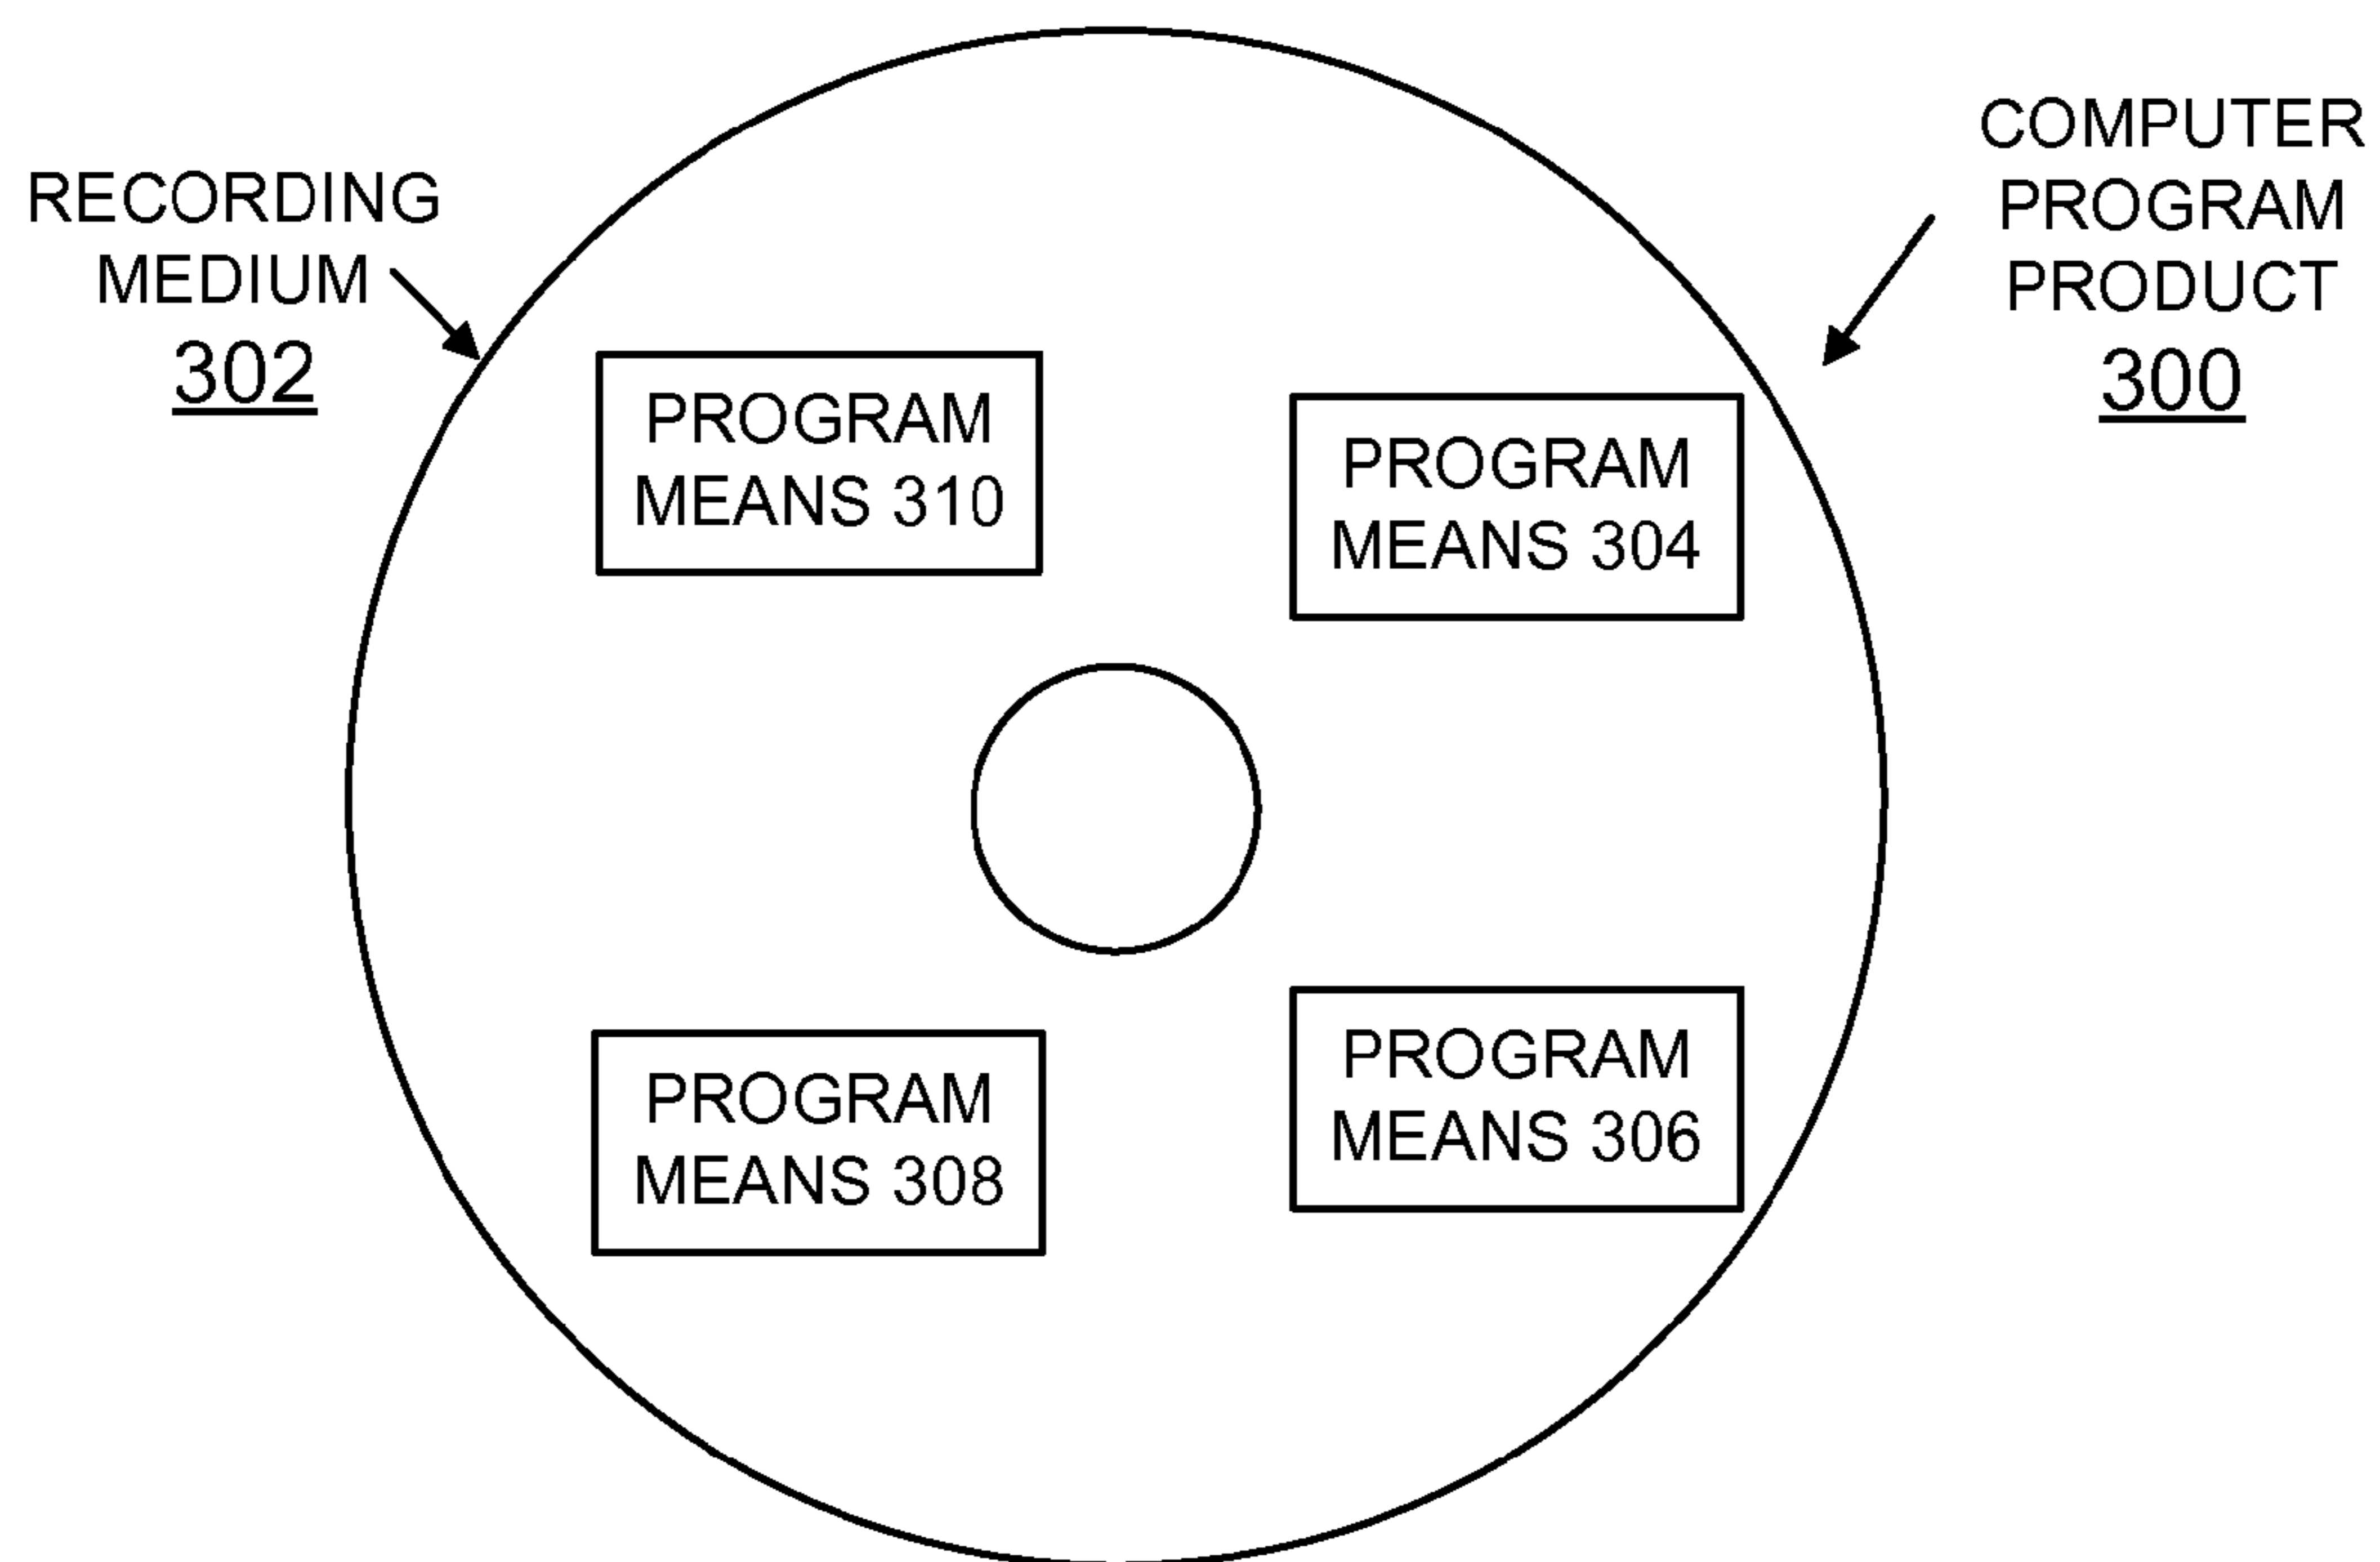 RECORDING
MEDIUM
302
COMPUTER
PROGRAM
PRODUCT
300
PROGRAM
MEANS 310
PROGRAM
MEANS 304
PROGRAM
MEANS 308
PROGRAM
MEANS 306